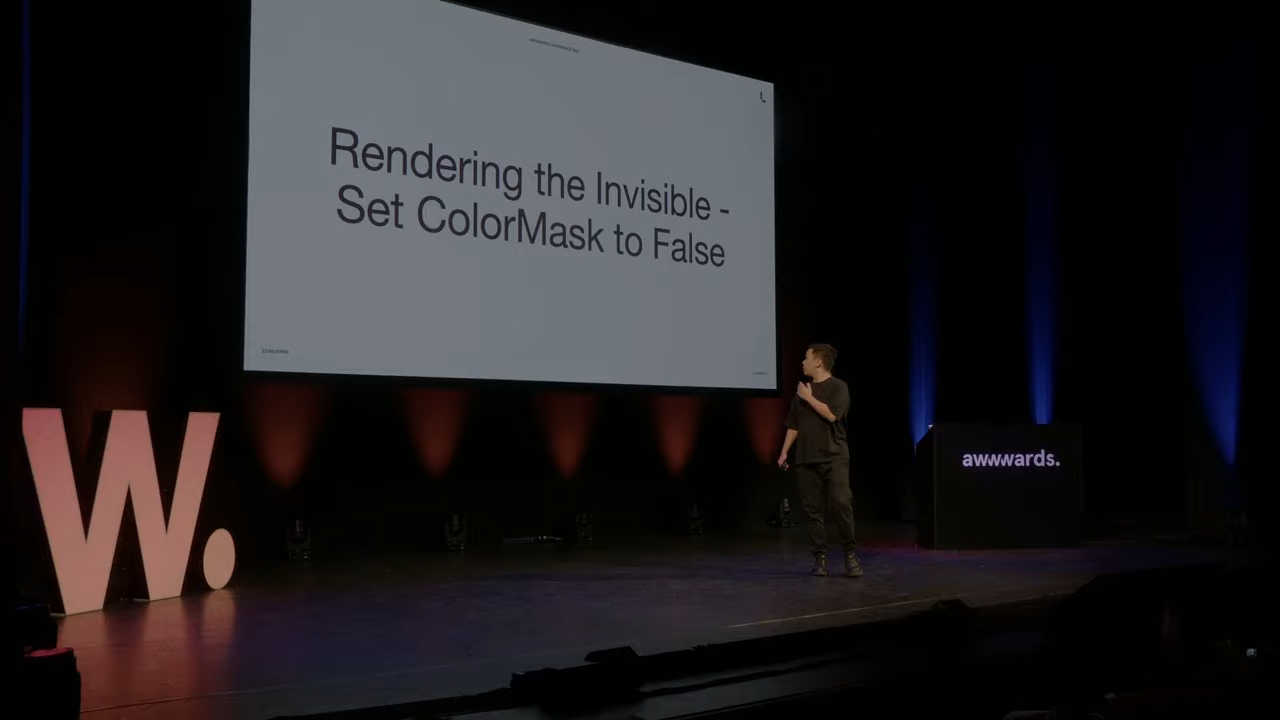 Rendering the Invisible -
Set ColorMask to False
W.
awwwards.